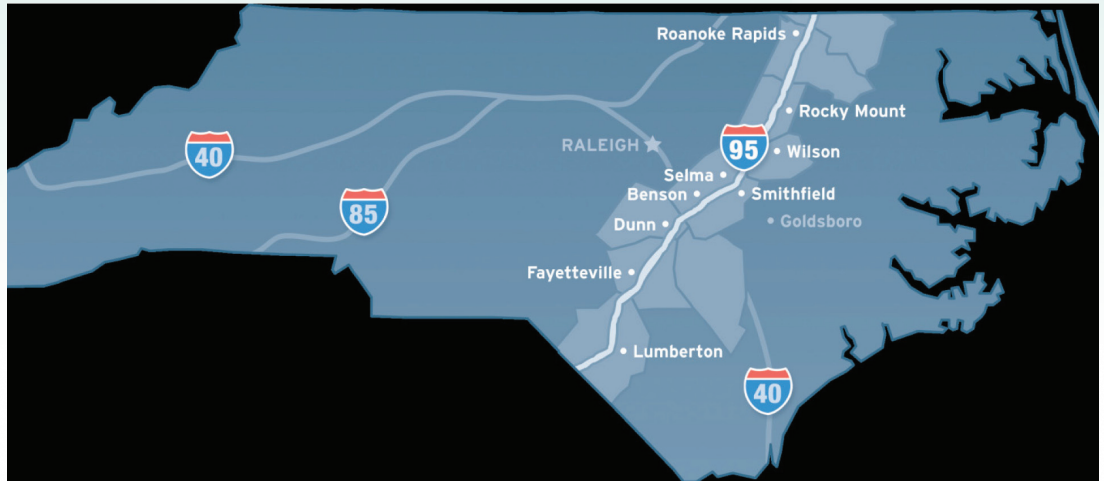 Roanoke Rapids
Rocky Mount
40
RALEIGH
95
Wilson
Selma
85
Benson
Smithfield
Dunn
Goldsboro
Fayetteville
Lumberton
40